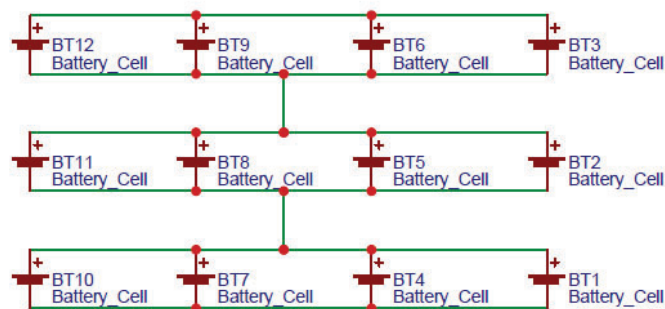 + BT12 Battery_Cell
+ BT9 Battery_Cell
+ BT6 Battery_Cell
+ BT3 Battery_Cell
+ BT11 Battery_Cell
+ BT8 Battery_Cell
+ BT5 Battery_Cell
+ BT2 Battery_Cell
+ BT10 Battery_Cell
+ BT7 Battery_Cell
+ BT4 Battery_Cell
+ BT1 Battery_Cell